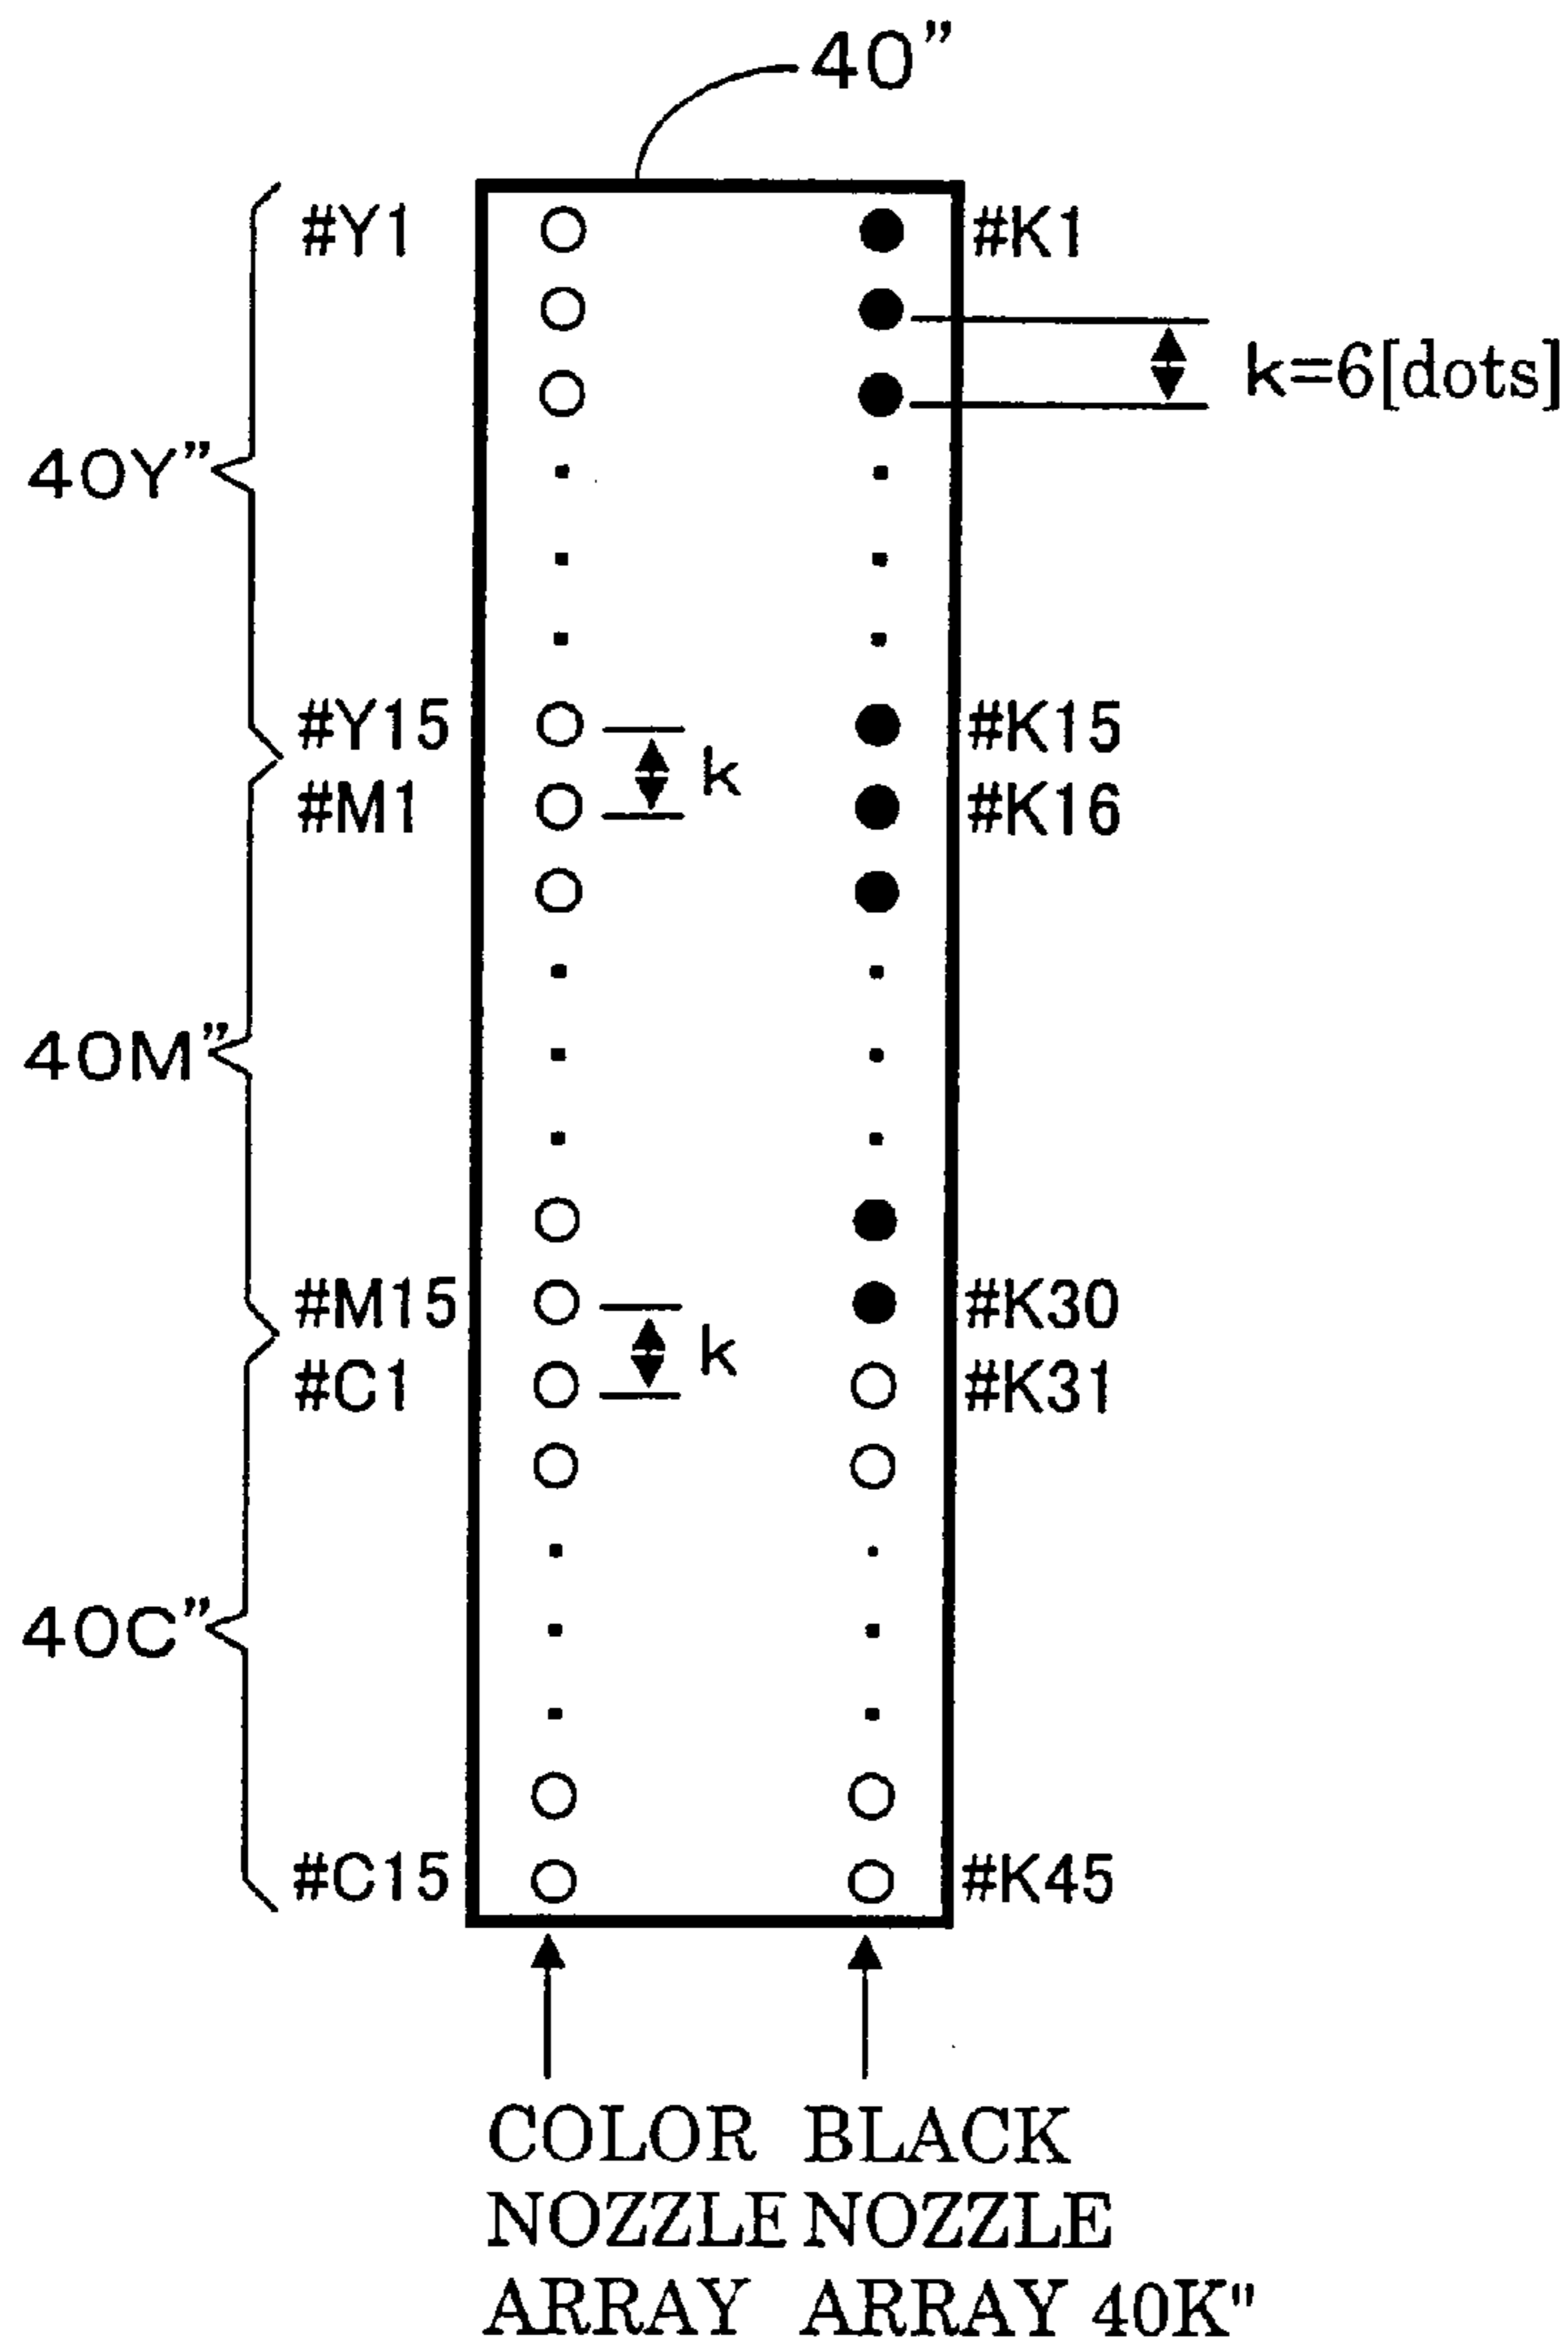 40”
#Y1 #K1
k=6[dots]
40Y”
#Y15 k #K15
#M1 #K16
40M”
#M15 k #K30
#C1 #K31
40C”
#C15 #K45
COLOR BLACK
NOZZLE NOZZLE
ARRAY ARRAY 40K"